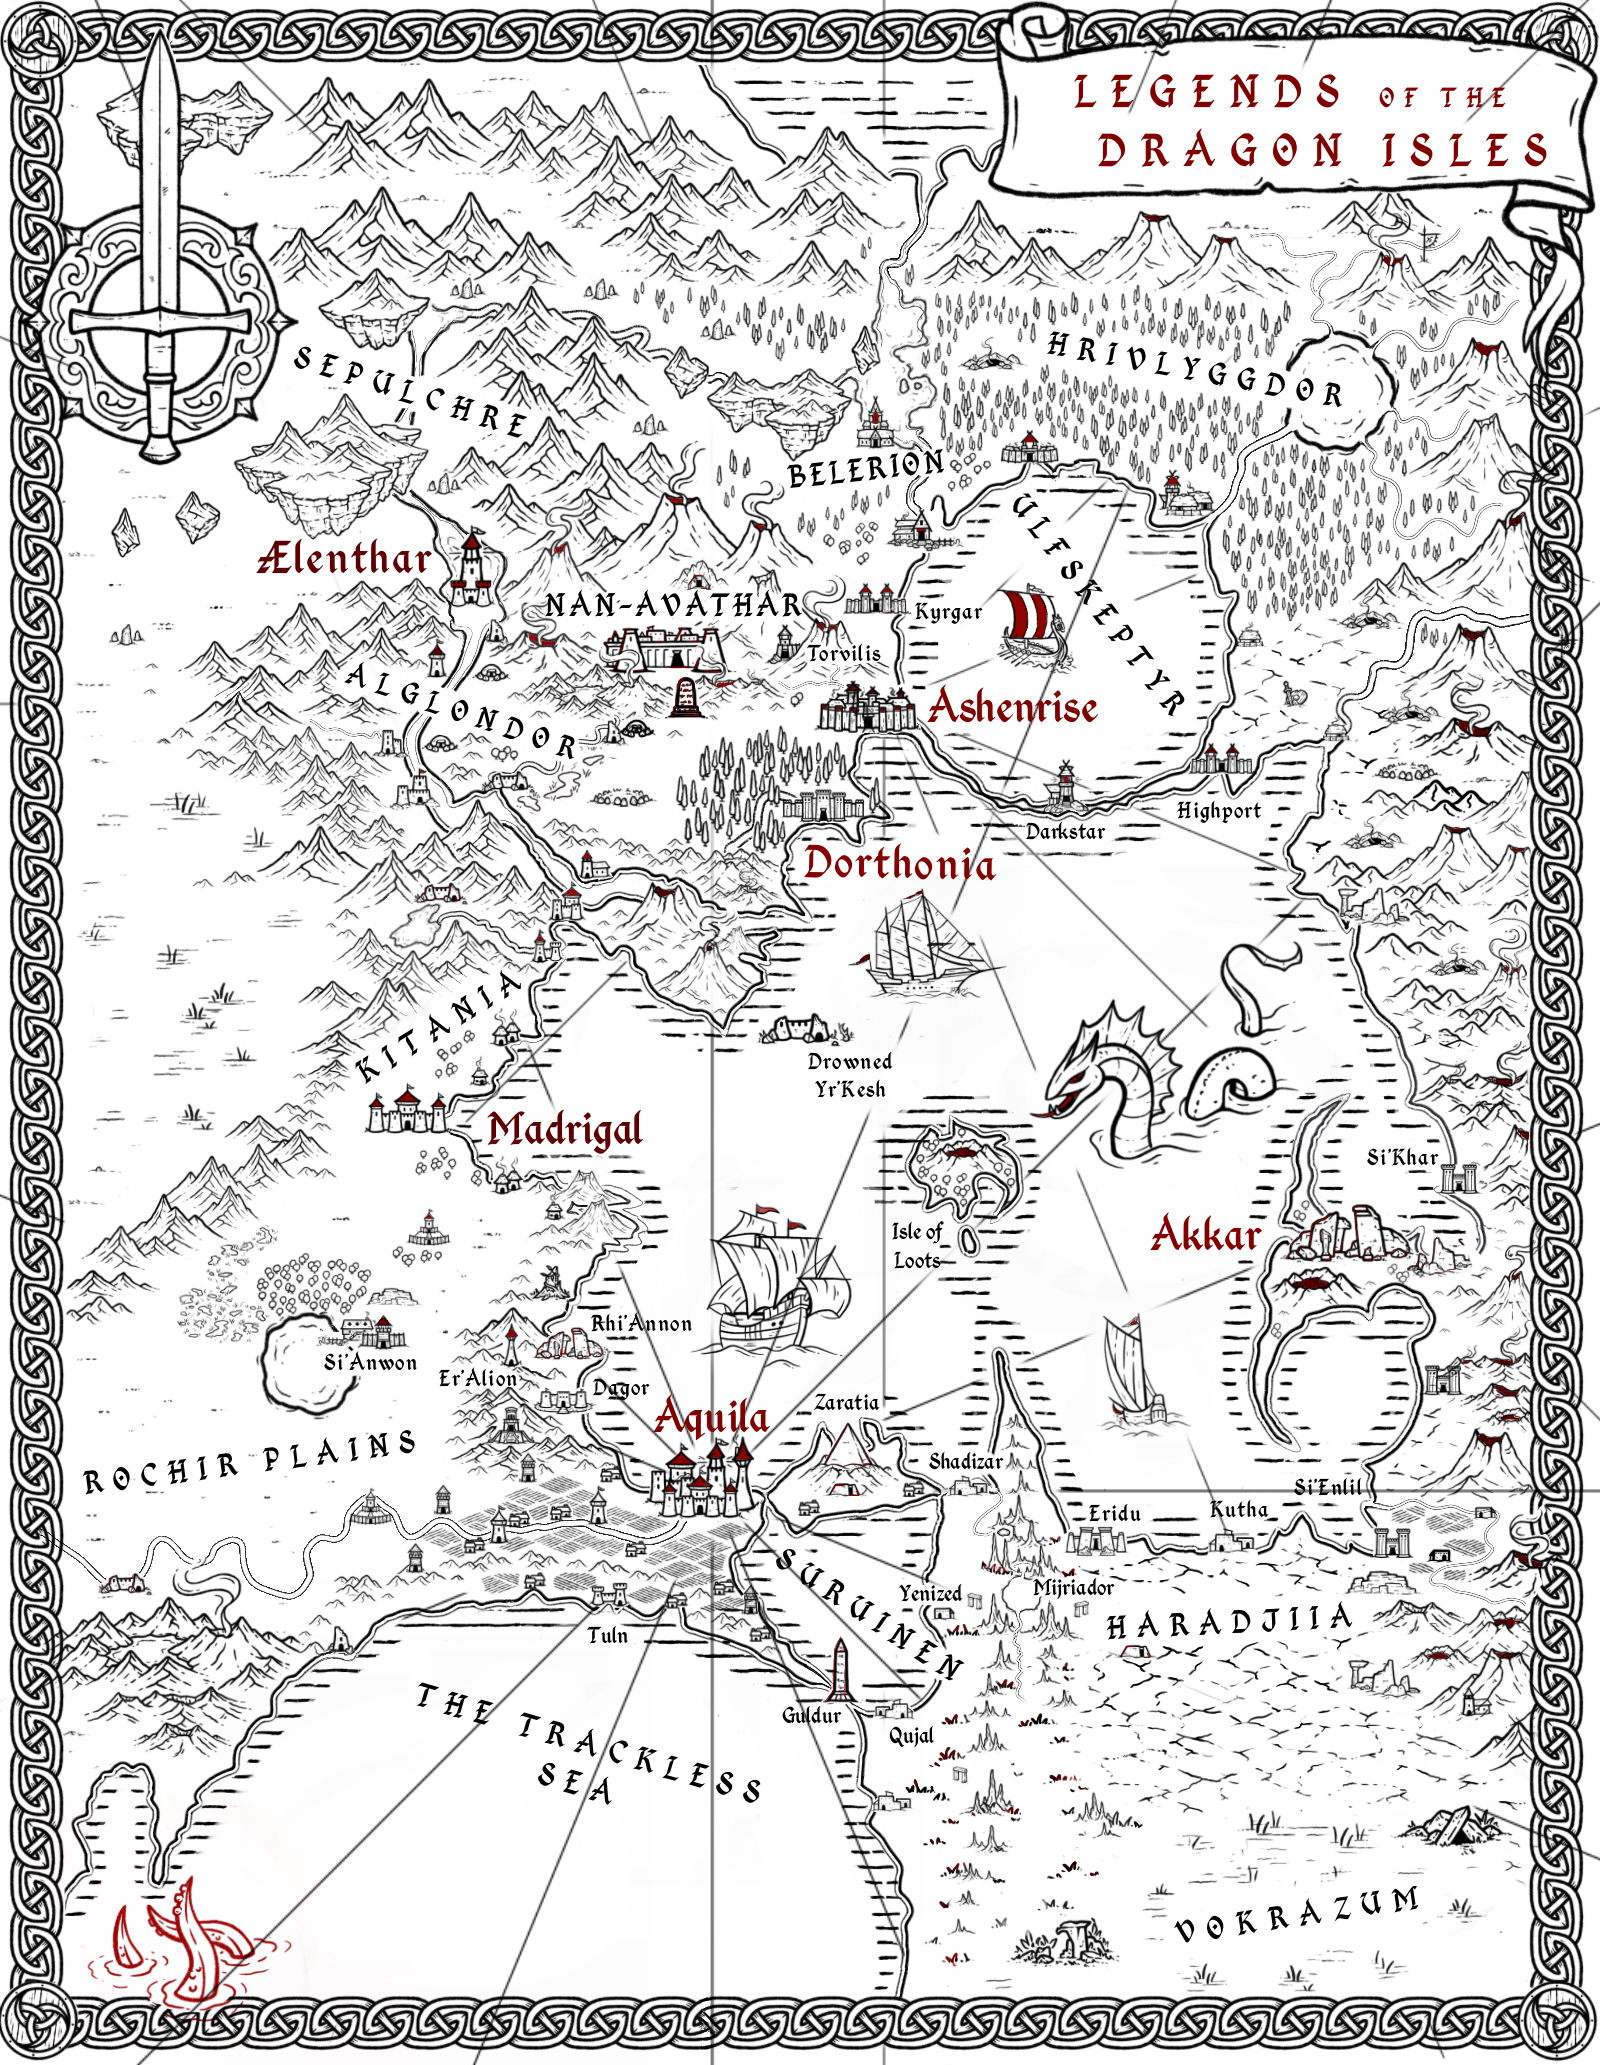 LEGENDS OF THE
DRAGON ISLES
SEPULCHRE
HRIVLYGGDOR
BELERION
ULFSKEPTYR
Ælenthar
NAN-AVATHAR
Kyrgar
Torvilis
ALGLONDOR
Ashenrise
Highport
Darkstar
Dorthonia
KITANIA
Drowned
Yr'Kesh
Madrigal
Si'Khar
Isle of
Loots
Akkar
Rhi'Annon
Si'Anwon
Er'Alion
Dagor
Zaratia
Aquila
ROCHIR PLAINS
Shadizar
Si'Enlil
Eridu
Kutha
SURUINEN
Yenized
Mijriador
HARADJIIA
Tuln
Guldur
Qujal
THE TRACKLESS
SEA
VOKRAZUM